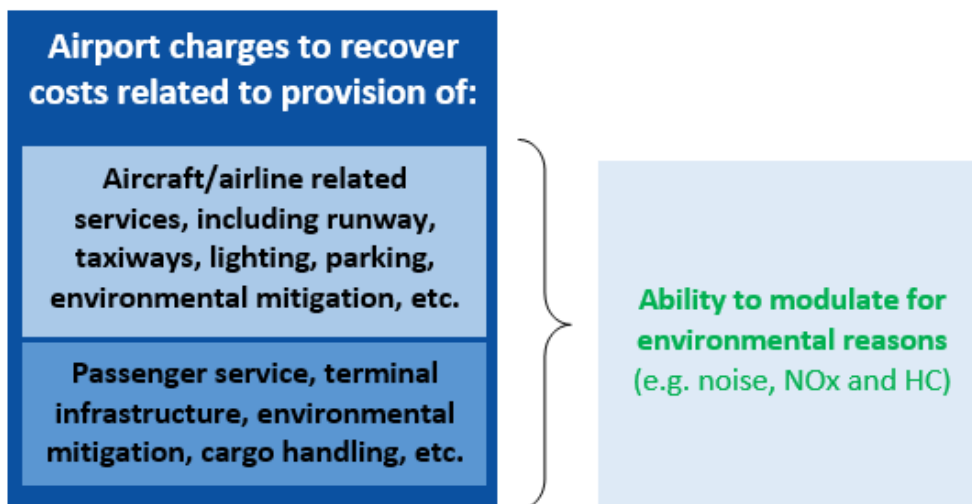 Airport charges to recover
costs related to provision of:
Aircraft/airline related
services, including runway,
taxiways, lighting, parking,
environmental mitigation, etc.
Passenger service, terminal
infrastructure, environmental
mitigation, cargo handling, etc.
Ability to modulate for
environmental reasons
(e.g. noise, NOx and HC)